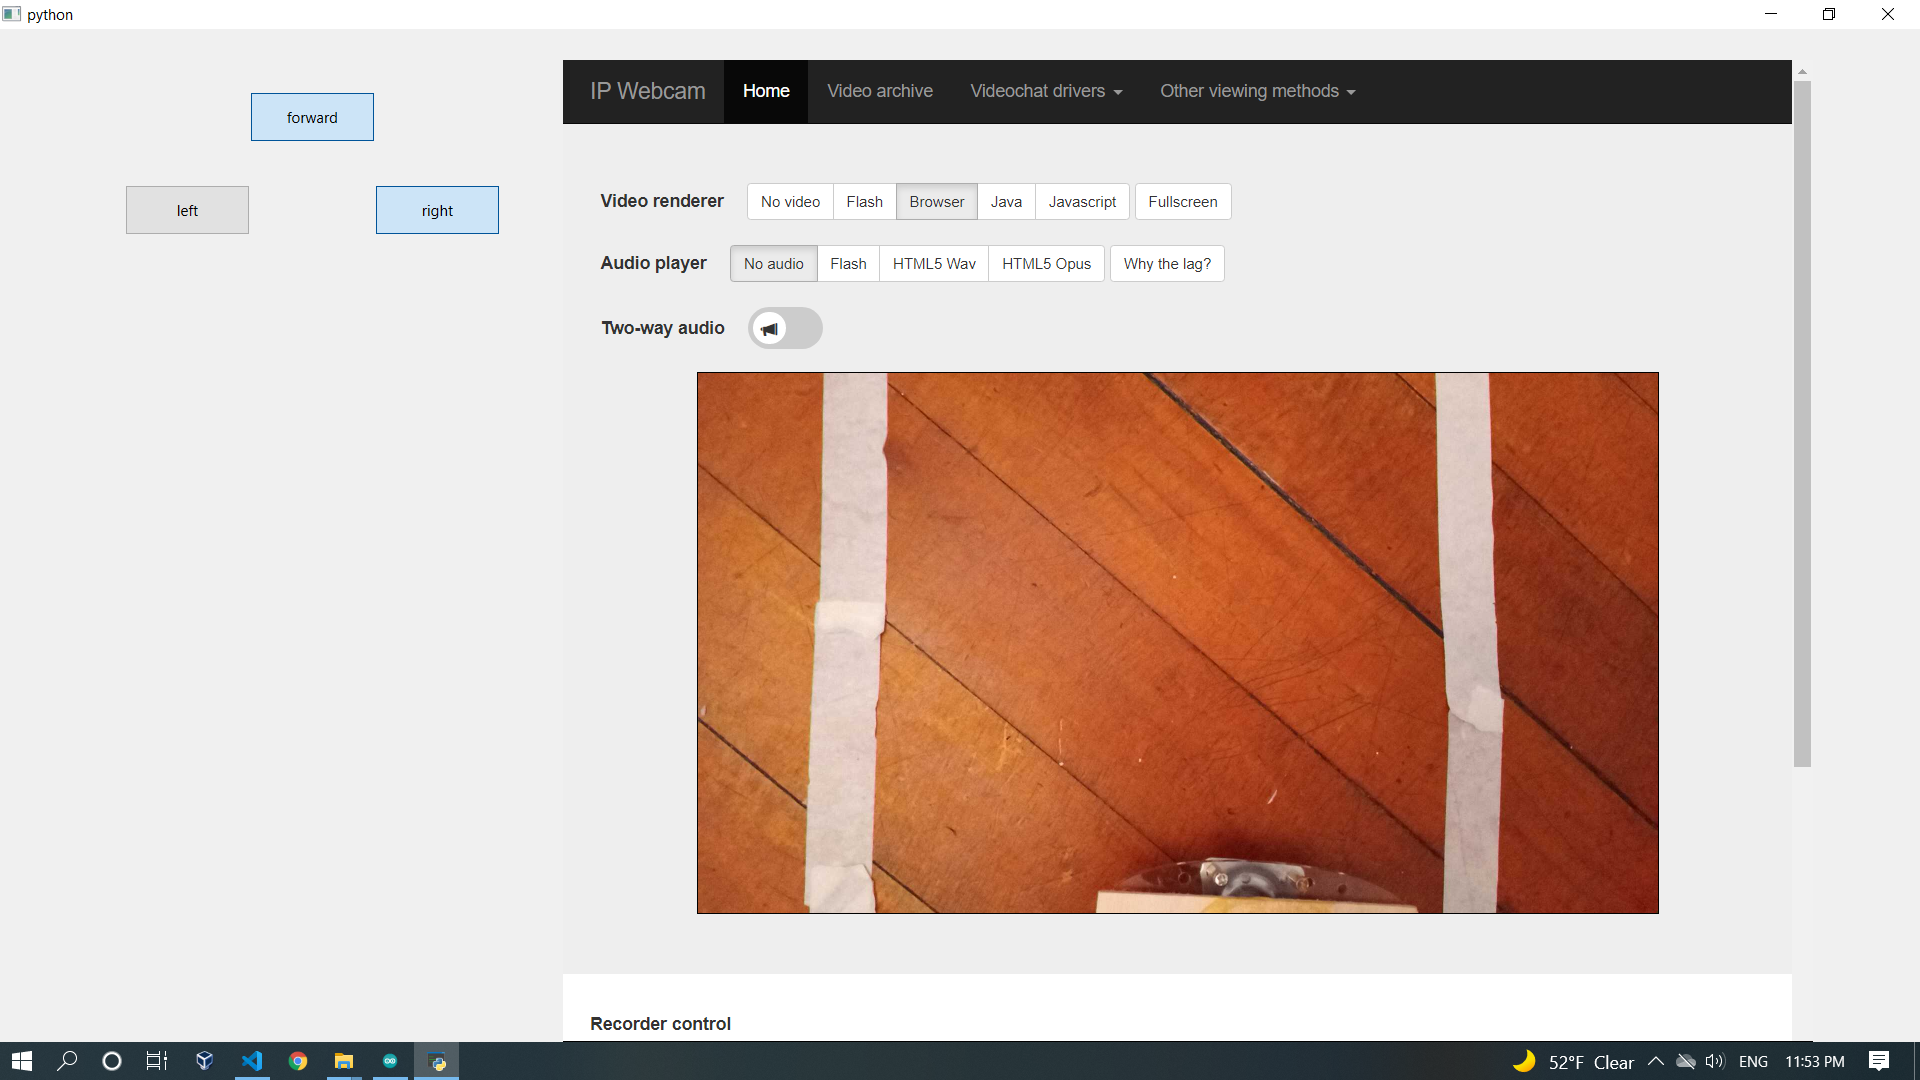 python
forward
left
right
IP Webcam Home Video archive Videochat drivers Other viewing methods
Video renderer No video Flash Browser Java Javascript Fullscreen
Audio player No audio Flash HTML5 Wav HTML5 Opus Why the lag?
Two-way audio
Recorder control
52°F Clear ENG 11:53 PM